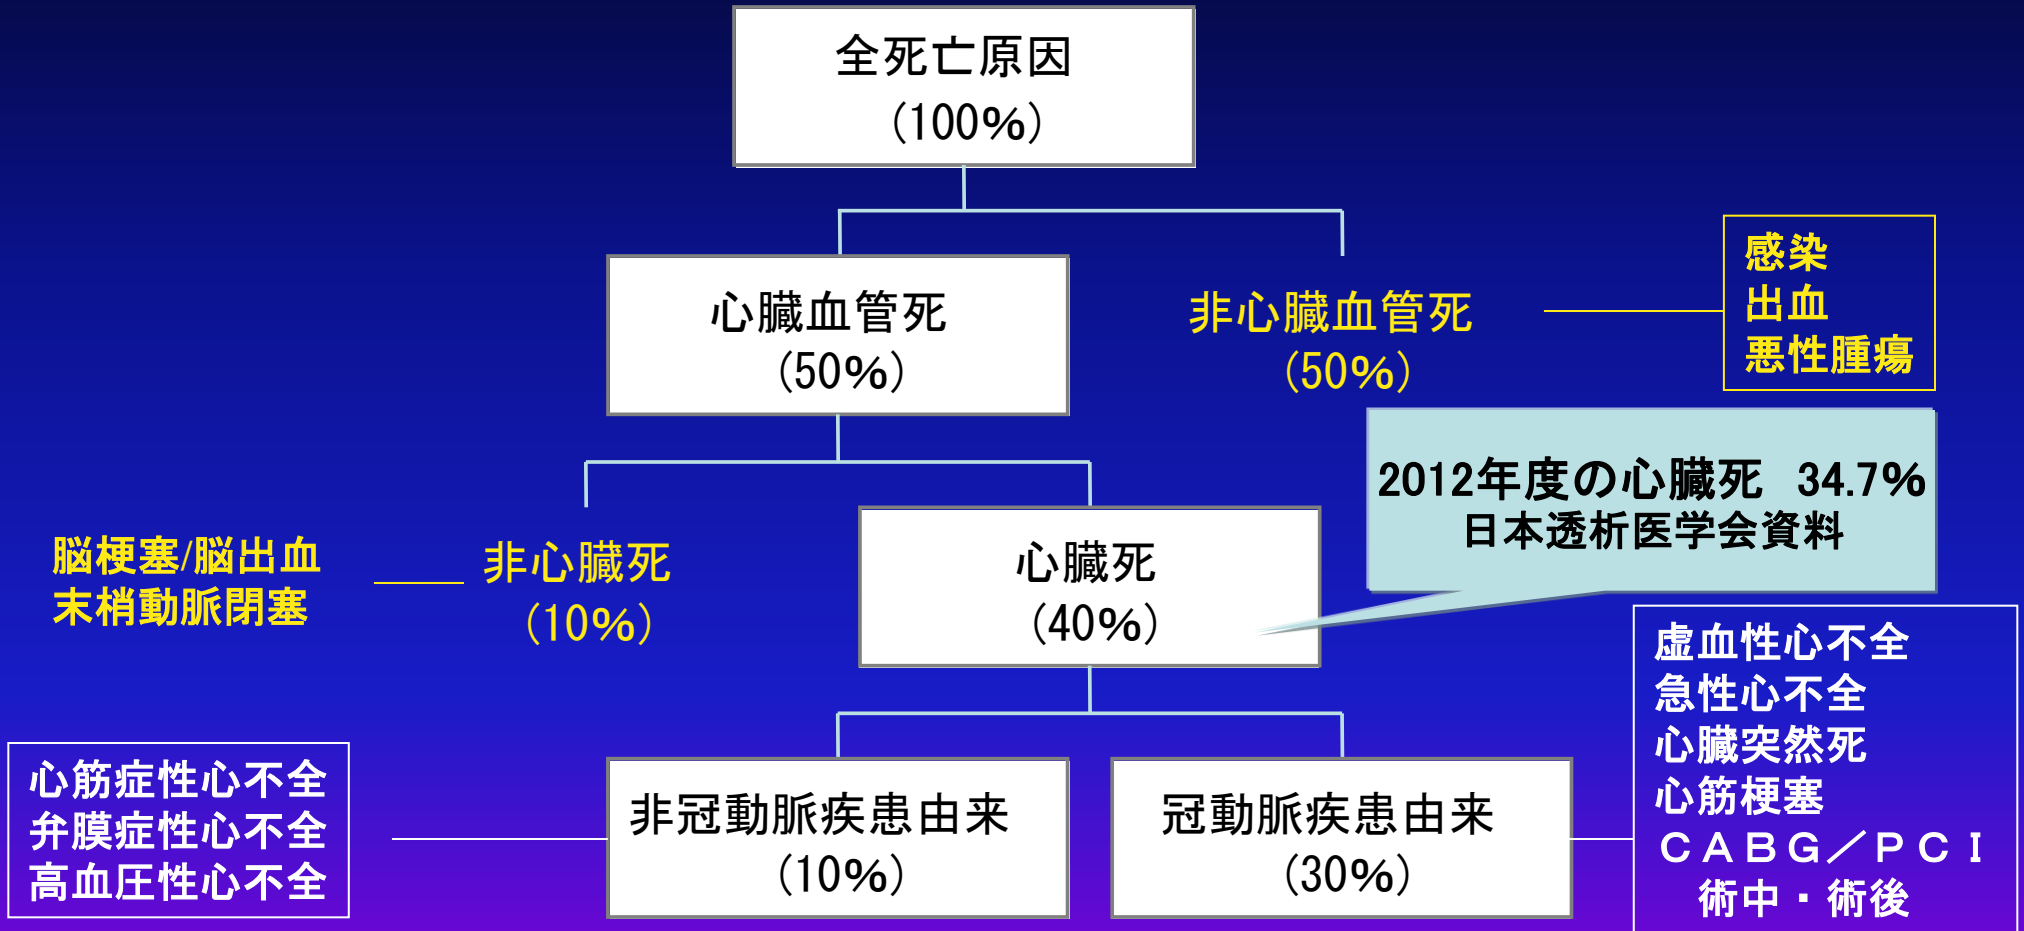 全死亡原因
(100%)
心臓血管死
(50%)
非心臓血管死
(50%)
感染
出血
悪性腫瘍
2012年度の心臓死 34.7%
日本透析医学会資料
脳梗塞/脳出血
末梢動脈閉塞
非心臓死
(10%)
心臓死
(40%)
虚血性心不全
急性心不全
心臓突然死
心筋梗塞
CABG/PCI
術中・術後
心筋症性心不全
弁膜症性心不全
高血圧性心不全
非冠動脈疾患由来
(10%)
冠動脈疾患由来
(30%)